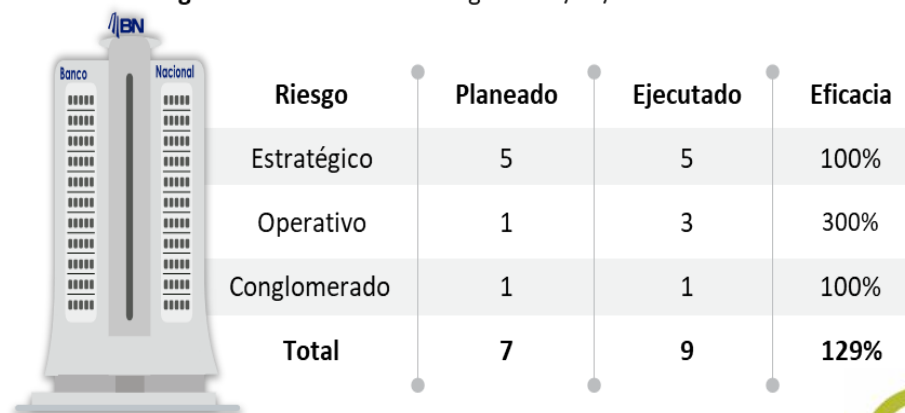 BN
Banco Nacional
Riesgo Planeado Ejecutado Eficacia
Estratégico 5 5 100%
Operativo 1 3 300%
Conglomerado 1 1 100%
Total 7 9 129%